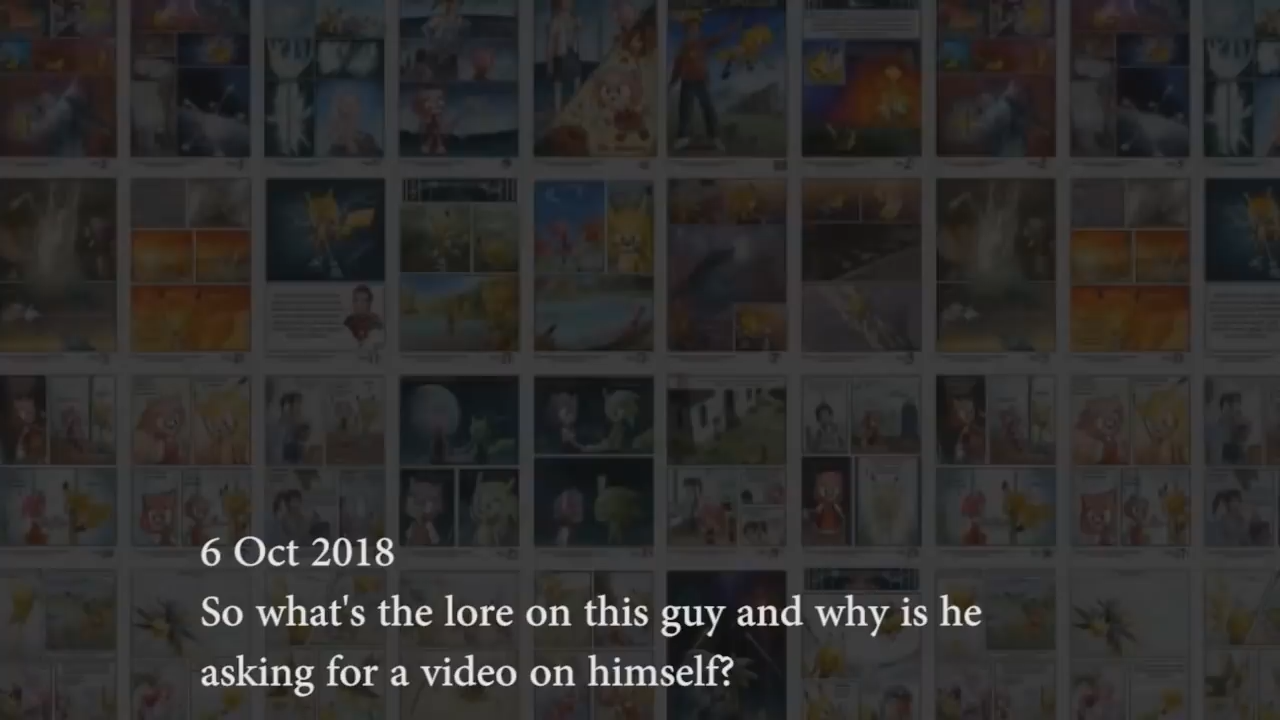 6 Oct 2018
So what's the lore on this guy and why is he
asking for a video on himself?